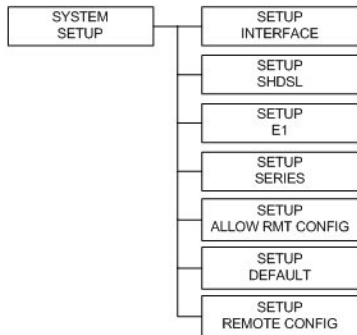 SYSTEM
SETUP
SETUP
INTERFACE
SETUP
SHDSL
SETUP
E1
SETUP
SERIES
SETUP
ALLOW RMT CONFIG
SETUP
DEFAULT
SETUP
REMOTE CONFIG